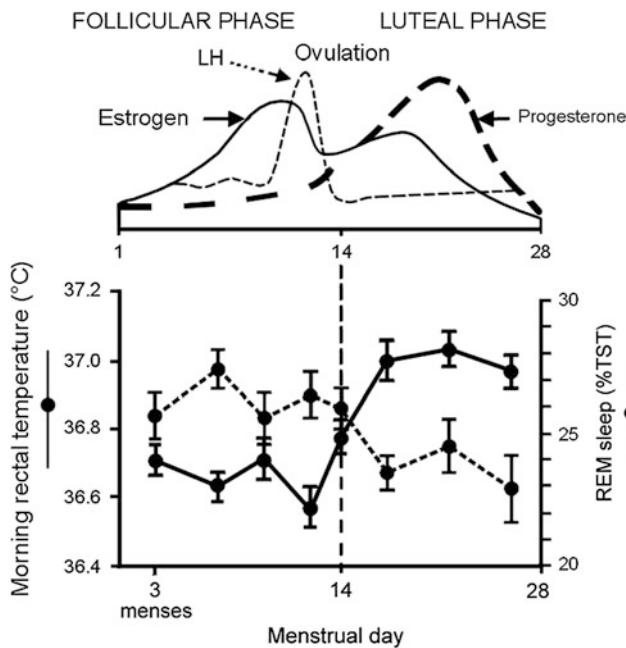 FOLLICULAR PHASE
LUTEAL PHASE
LH
Ovulation
Estrogen
Progesterone
1
14
28
Morning rectal temperature (°C)
37.2
37.0
36.8
36.6
36.4
30
25
20
REM sleep (%TST)
3
14
28
menses
Menstrual day